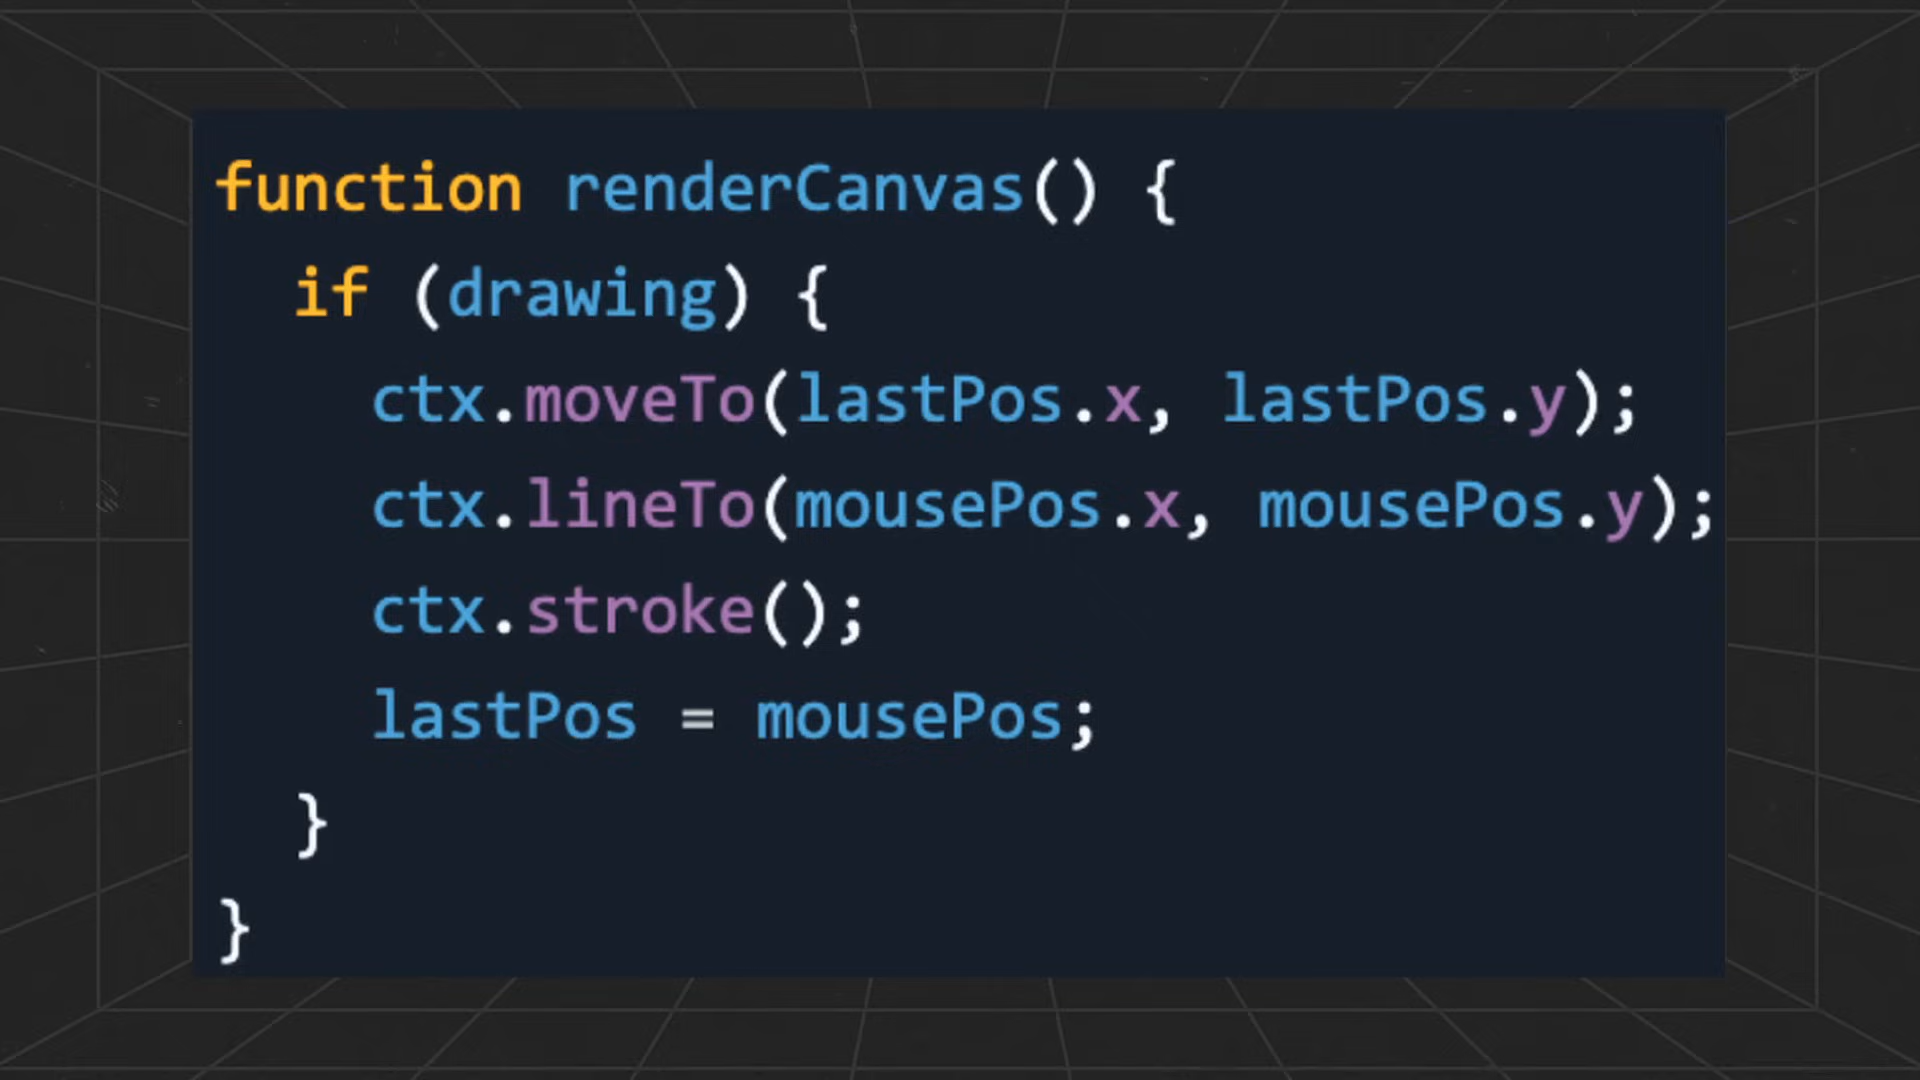 function renderCanvas() {
  if (drawing) {
    ctx.moveTo(lastPos.x, lastPos.y);
    ctx.lineTo(mousePos.x, mousePos.y);
    ctx.stroke();
    lastPos = mousePos;
  }
}